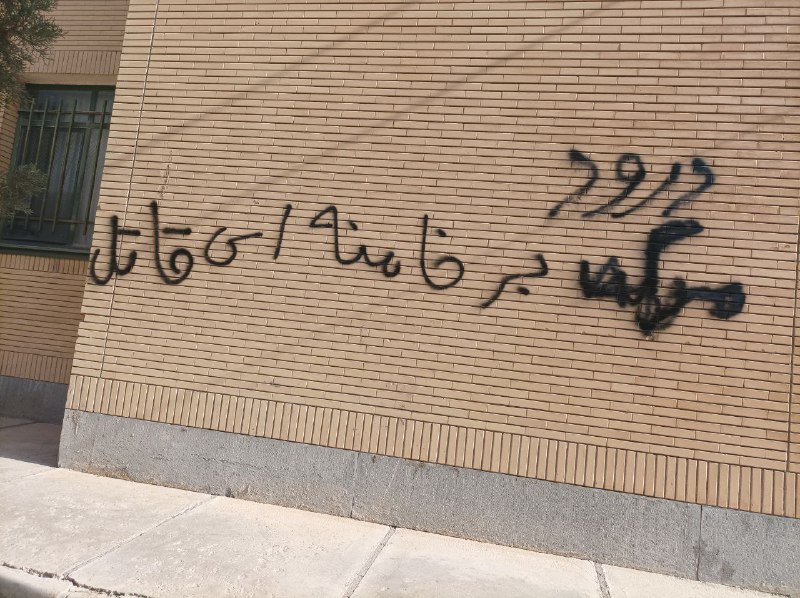 درود
بر خامنه ای قاتل